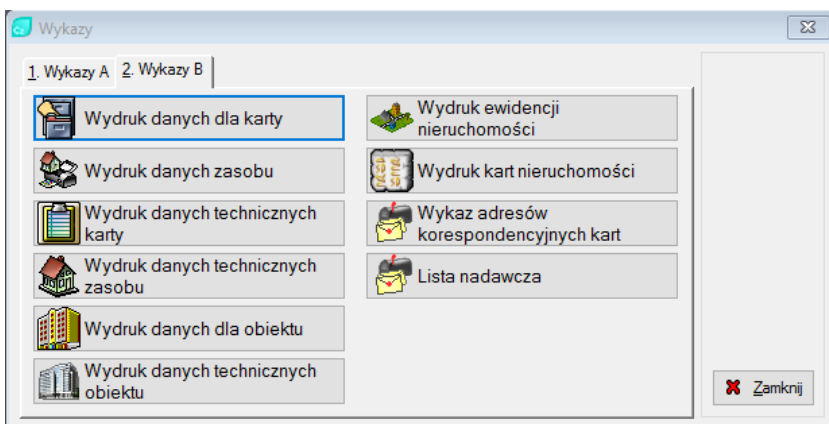 Wykazy
1. Wykazy A 2. Wykazy B
Wydruk danych dla karty
Wydruk danych zasobu
Wydruk danych technicznych
karty
Wydruk danych technicznych
zasobu
Wydruk danych dla obiektu
Wydruk danych technicznych
obiektu
Wydruk ewidencji
nieruchomości
Wydruk kart nieruchomości
Wykaz adresów
korespondencyjnych kart
Lista nadawcza
Zamknij